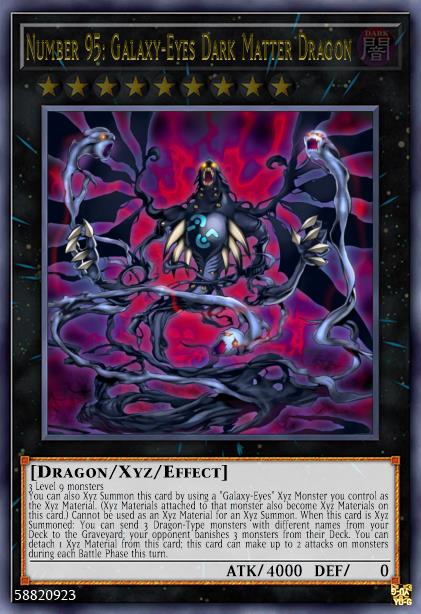 Number 95: Galaxy-Eyes Dark Matter Dragon
DARK
闇
[Dragon/Xyz/Effect]
3 Level 9 monsters
You can also Xyz Summon this card by using a "Galaxy-Eyes" Xyz Monster you control as
the Xyz Material. (Xyz Materials attached to that monster also become Xyz Materials on
this card.) Cannot be used as an Xyz Material for an Xyz Summon. When this card is Xyz
Summoned: You can send 3 Dragon-Type monsters with different names from your
Deck to the Graveyard; your opponent banishes 3 monsters from their Deck. You can
detach 1 Xyz Material from this card; this card can make up to 2 attacks on monsters
during each Battle Phase this turn.
ATK/4000 DEF/ 0
58820923